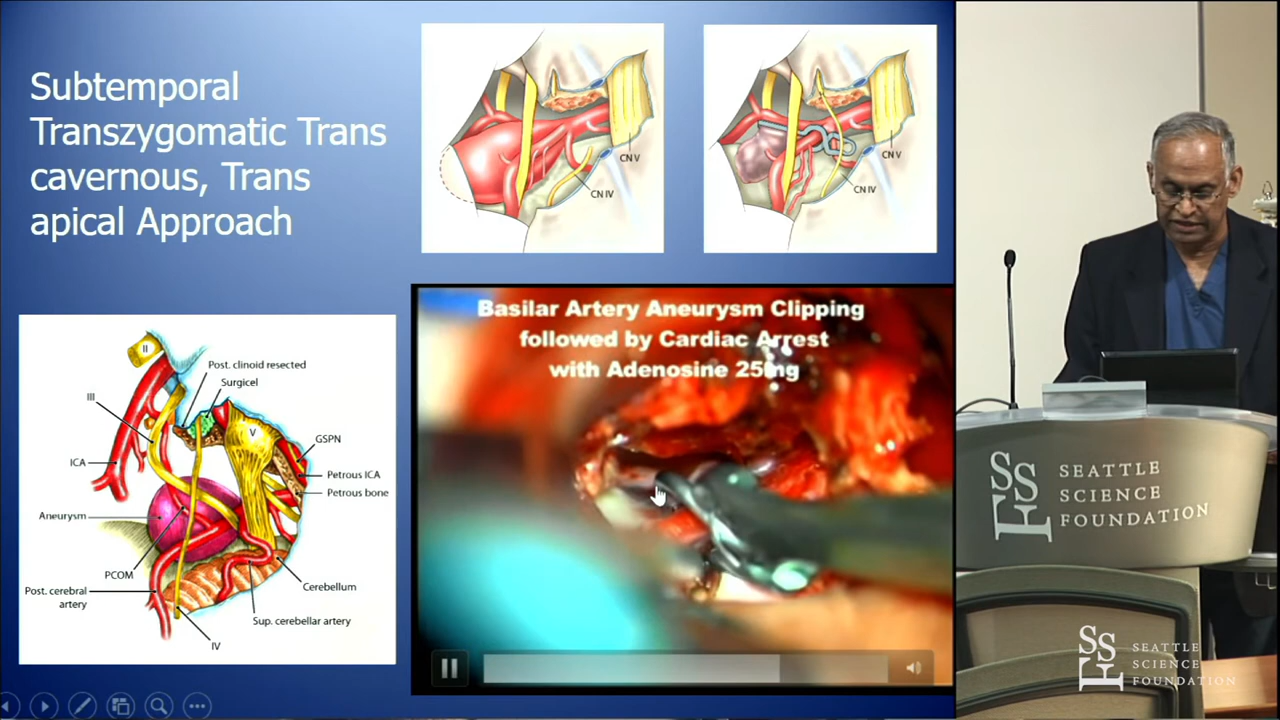 Subtemporal
Transzygomatic Trans
cavernous, Trans
apical Approach
CN V
CN IV
CN V
CN IV
II
Post. clinoid resected
Surgicel
III
V
GSPN
ICA
Petrous ICA
Petrous bone
Aneurysm
PCOM
Cerebellum
Post. cerebral
artery
Sup. cerebellar artery
IV
Basilar Artery Aneurysm Clipping
followed by Cardiac Arrest
with Adenosine 25mg
SSF
SEATTLE
SCIENCE
FOUNDATION
SSF
SEATTLE
SCIENCE
FOUNDATION